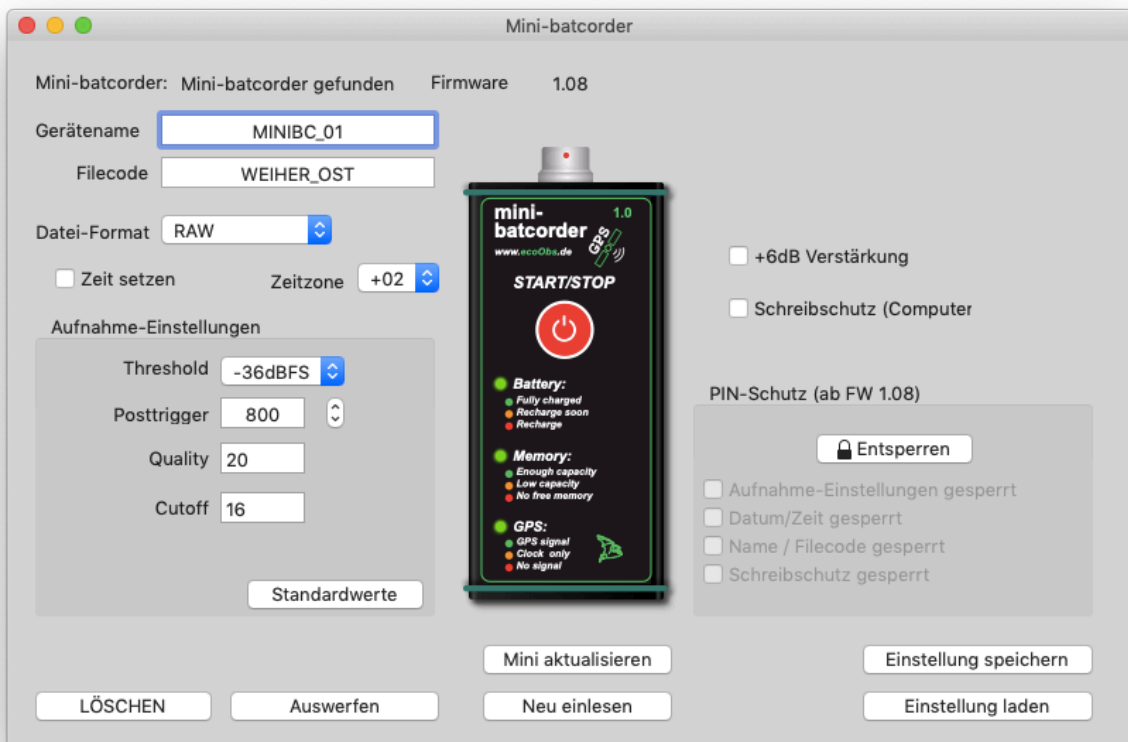 Mini-batcorder
Mini-batcorder: Mini-batcorder gefunden Firmware 1.08
Gerätename MINIBC_01
Filecode WEIHER_OST
Datei-Format RAW
Zeit setzen Zeitzone +02
Aufnahme-Einstellungen
Threshold -36dBFS
Posttrigger 800
Quality 20
Cutoff 16
Standardwerte
mini- 1.0
batcorder
www.ecoObs.de GPS
START/STOP
Battery:
Fully charged
Recharge soon
Recharge
Memory:
Enough capacity
Low capacity
No free memory
GPS:
GPS signal
Clock only
No signal
+6dB Verstärkung
Schreibschutz (Computer
PIN-Schutz (ab FW 1.08)
Entsperren
Aufnahme-Einstellungen gesperrt
Datum/Zeit gesperrt
Name / Filecode gesperrt
Schreibschutz gesperrt
Mini aktualisieren Einstellung speichern
LÖSCHEN Auswerfen Neu einlesen Einstellung laden